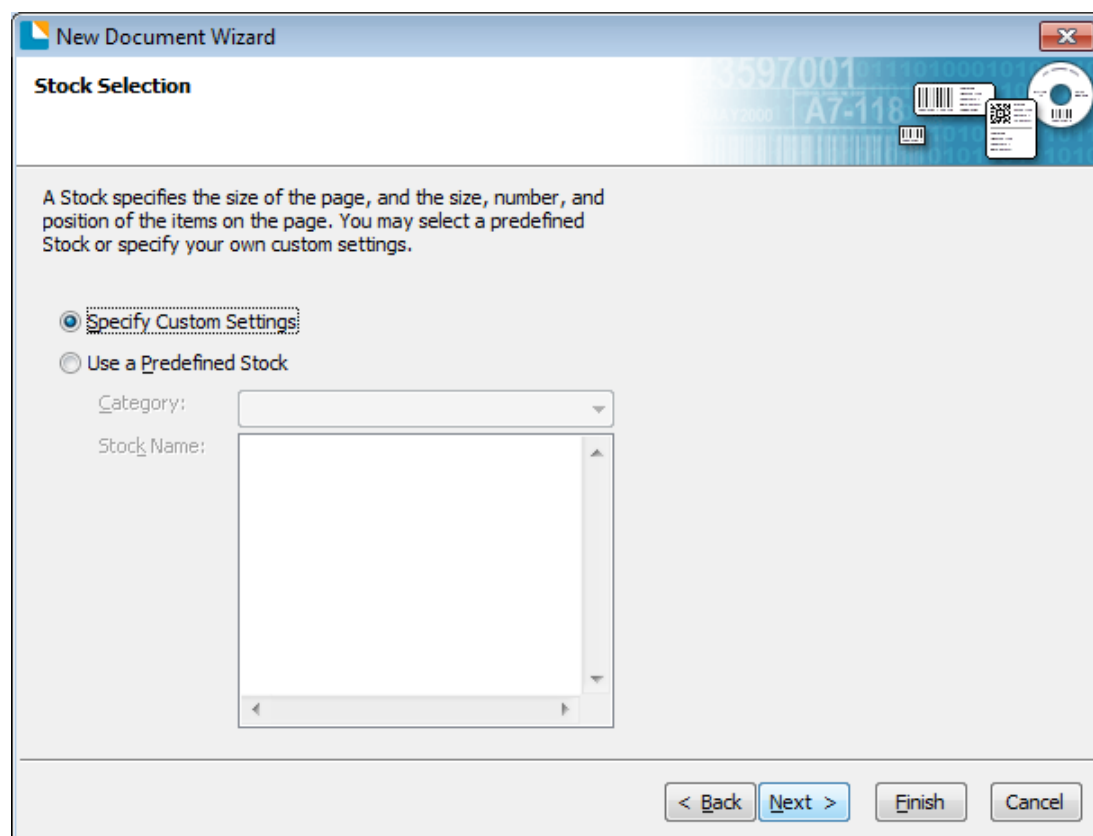 New Document Wizard
Stock Selection
3597001
01110100010101
MAY2000
A7-118
A Stock specifies the size of the page, and the size, number, and
position of the items on the page. You may select a predefined
Stock or specify your own custom settings.
Specify Custom Settings
Use a Predefined Stock
Category:
Stock Name:
< Back
Next >
Finish
Cancel